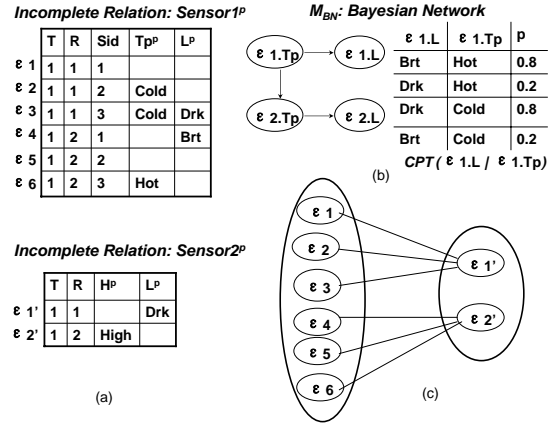 Incomplete Relation: Sensor1ᵖ
T R Sid Tpᵖ Lᵖ
ε 1 1 1 1
ε 2 1 1 2 Cold
ε 3 1 1 3 Cold Drk
ε 4 1 2 1 Brt
ε 5 1 2 2
ε 6 1 2 3 Hot
Incomplete Relation: Sensor2ᵖ
T R Hᵖ Lᵖ
ε 1' 1 1 Drk
ε 2' 1 2 High
(a)
M_BN: Bayesian Network
ε 1.Tp ε 1.L
ε 2.Tp ε 2.L
ε 1.L ε 1.Tp p
Brt Hot 0.8
Drk Hot 0.2
Drk Cold 0.8
Brt Cold 0.2
CPT( ε 1.L / ε 1.Tp)
(b)
ε 1
ε 2
ε 3
ε 4
ε 5
ε 6
ε 1'
ε 2'
(c)